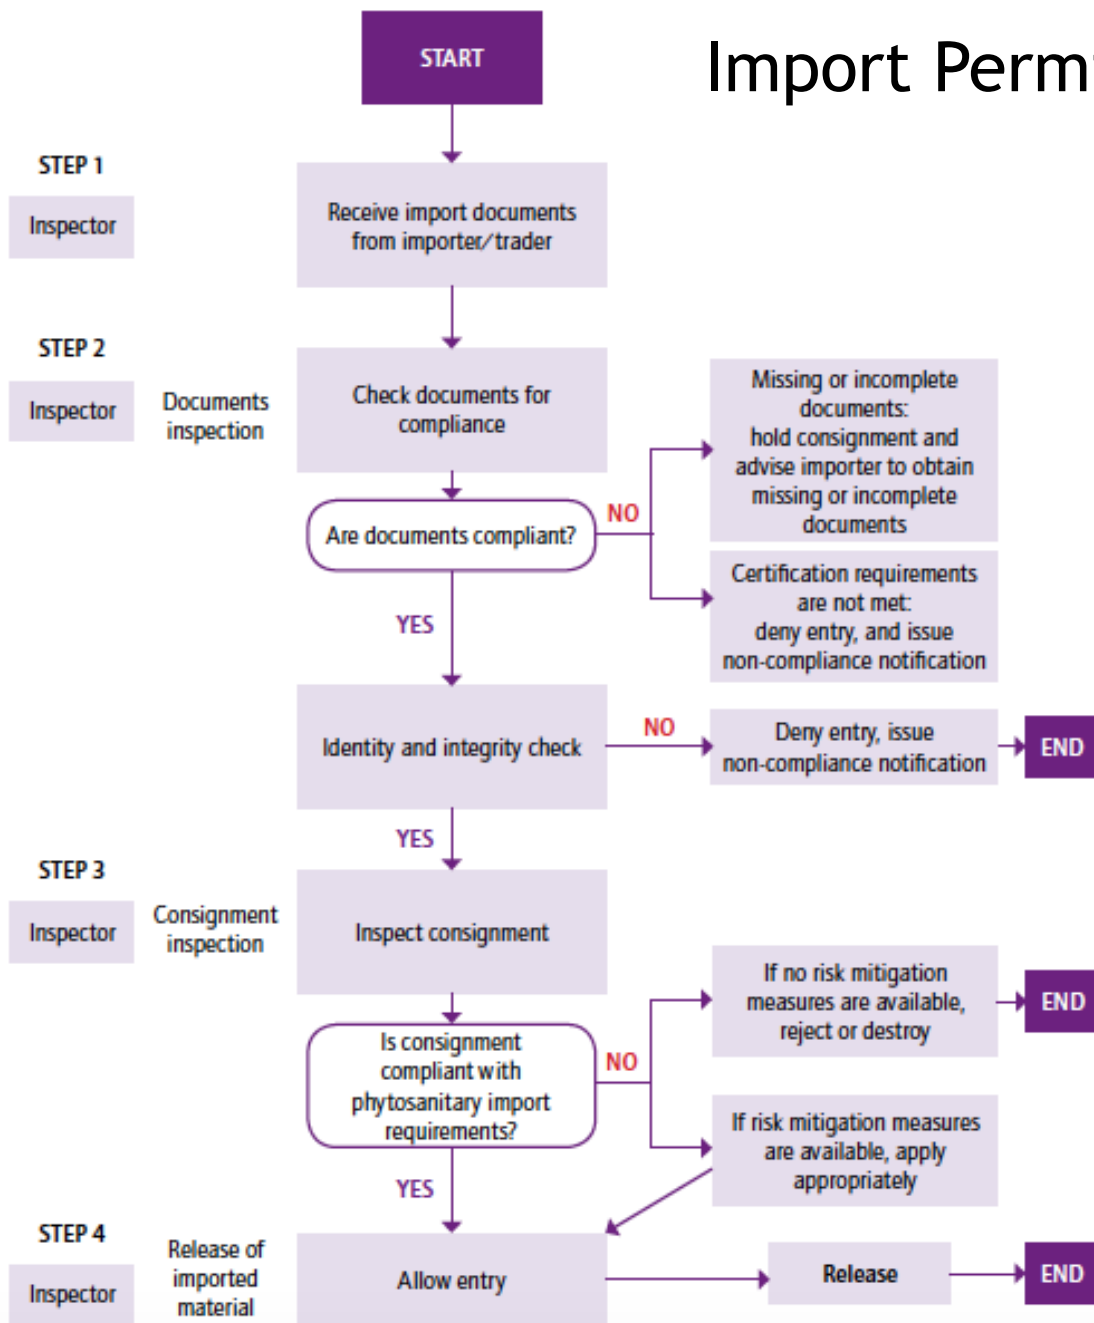 START
Import Perm
STEP 1
Inspector
Receive import documents
from importer/trader
STEP 2
Inspector
Documents
inspection
Check documents for
compliance
Missing or incomplete
documents:
hold consignment and
advise importer to obtain
missing or incomplete
documents
Are documents compliant?
NO
Certification requirements
are not met:
deny entry, and issue
non-compliance notification
YES
Identity and integrity check
NO
Deny entry, issue
non-compliance notification
END
YES
STEP 3
Inspector
Consignment
inspection
Inspect consignment
If no risk mitigation
measures are available,
reject or destroy
END
Is consignment
compliant with
phytosanitary import
requirements?
NO
If risk mitigation measures
are available, apply
appropriately
YES
STEP 4
Inspector
Release of
imported
material
Allow entry
Release
END